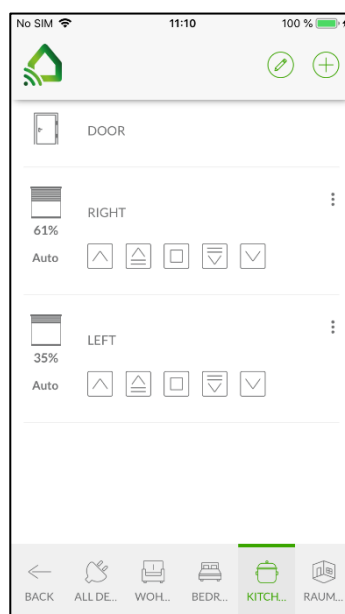 No SIM 11:10 100 %
DOOR
RIGHT
61%
Auto
LEFT
35%
Auto
BACK ALL DE... WOH... BEDR... KITCH... RAUM...